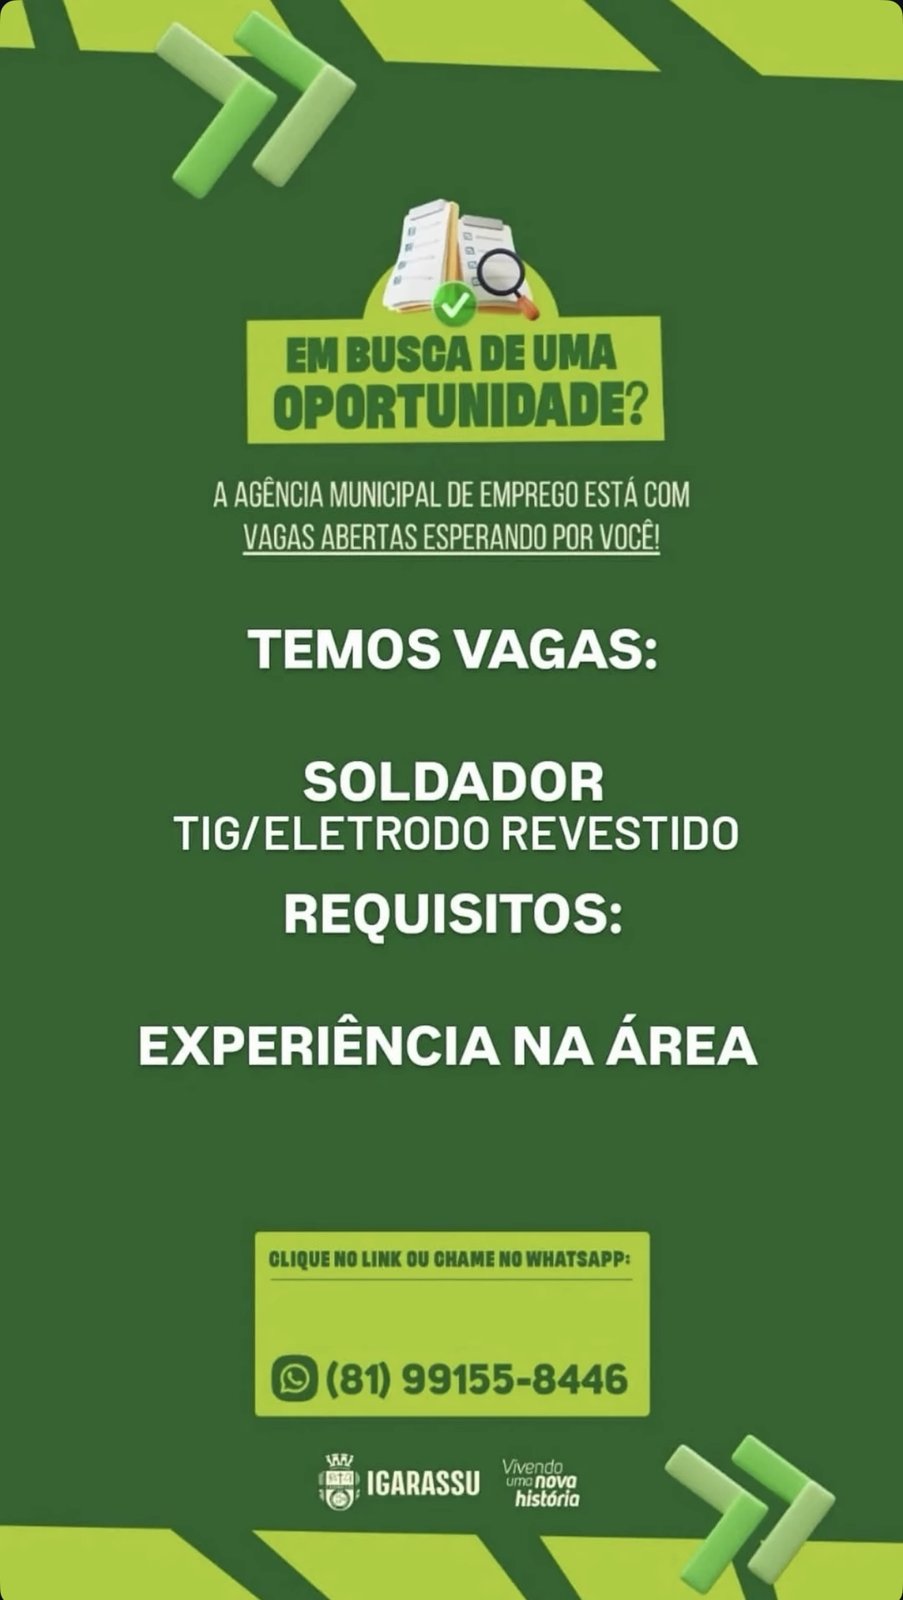 EM BUSCA DE UMA
OPORTUNIDADE?
A AGÊNCIA MUNICIPAL DE EMPREGO ESTÁ COM
VAGAS ABERTAS ESPERANDO POR VOCÊ!
TEMOS VAGAS:
SOLDADOR
TIG/ELETRODO REVESTIDO
REQUISITOS:
EXPERIÊNCIA NA ÁREA
CLIQUE NO LINK OU CHAME NO WHATSAPP:
(81) 99155-8446
IGARASSU
Vivendo
uma nova
história